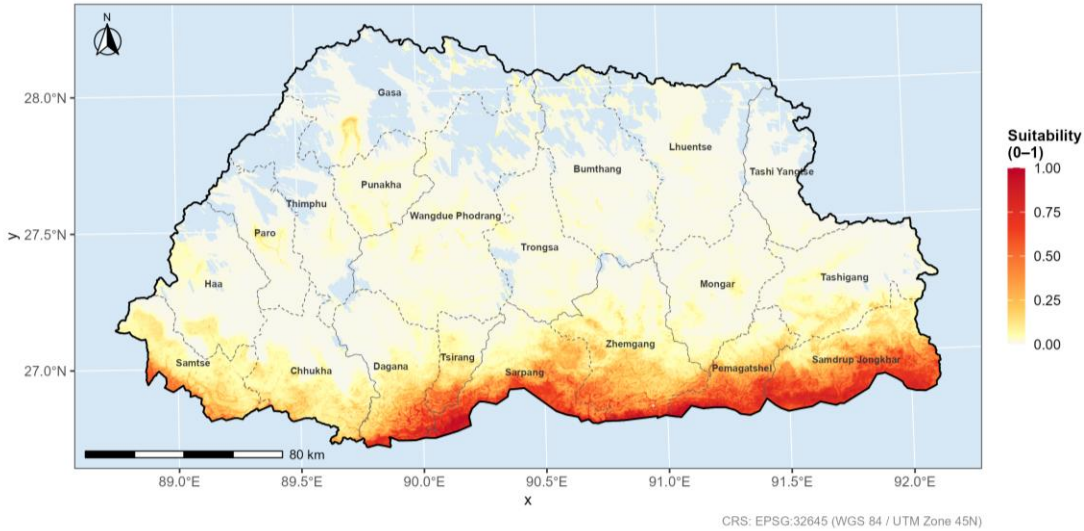 N
28.0°N
27.5°N
27.0°N
y
Gasa
Lhuentse
Bumthang
Tashi Yangtse
Punakha
Thimphu
Wangdue Phodrang
Paro
Trongsa
Haa
Mongar
Tashigang
Zhemgang
Samtse
Chhukha
Dagana
Tsirang
Sarpang
Pemagatshel
Samdrup Jongkhar
80 km
89.0°E
89.5°E
90.0°E
90.5°E
91.0°E
91.5°E
92.0°E
x
Suitability
(0–1)
1.00
0.75
0.50
0.25
0.00
CRS: EPSG:32645 (WGS 84 / UTM Zone 45N)